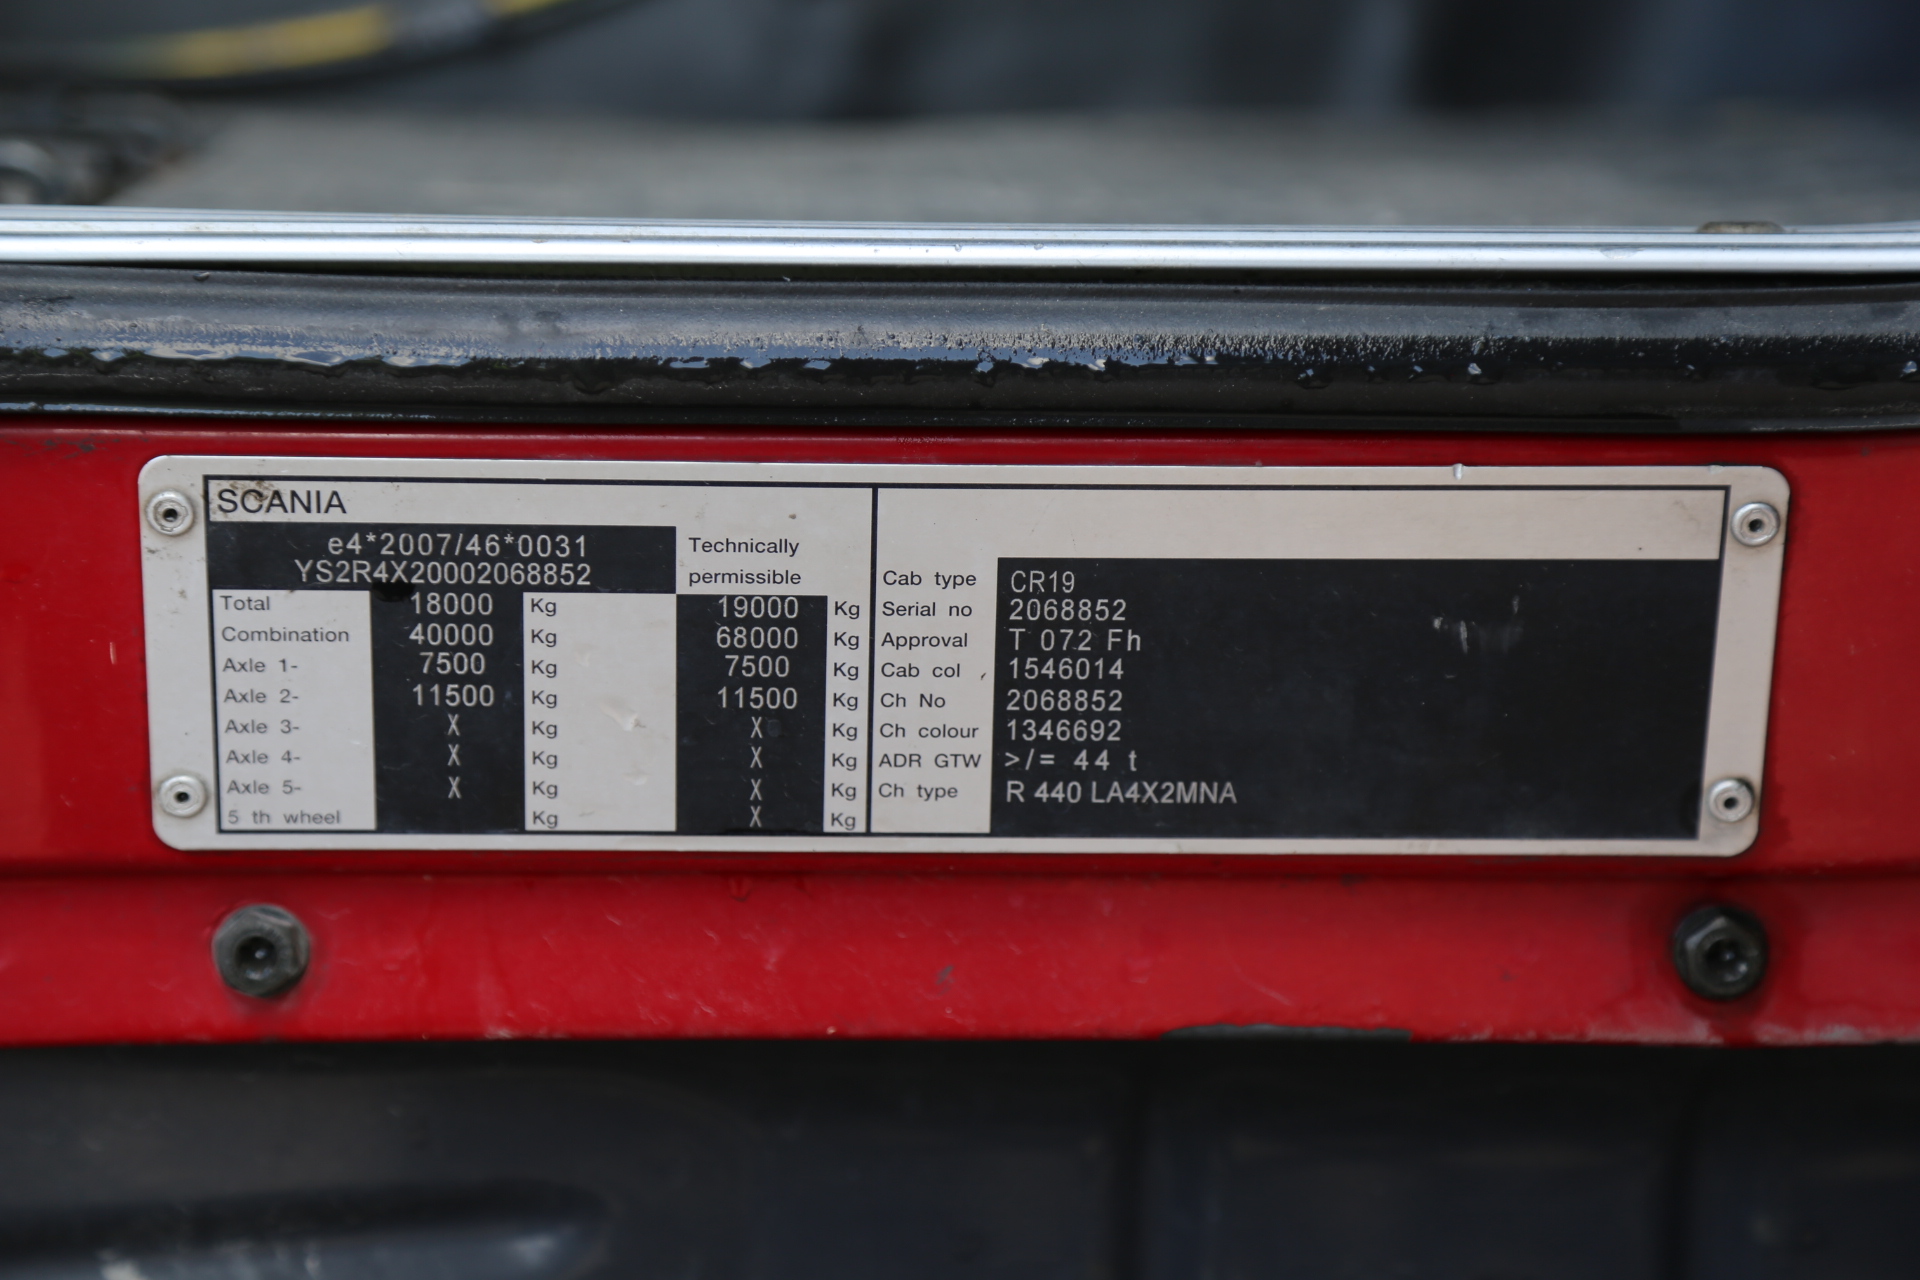 SCANIA
e4*2007/46*0031
YS2R4X20002068852
Technically
permissible
Total 18000 Kg 19000 Kg
Combination 40000 Kg 68000 Kg
Axle 1- 7500 Kg 7500 Kg
Axle 2- 11500 Kg 11500 Kg
Axle 3- X Kg X Kg
Axle 4- X Kg X Kg
Axle 5- X Kg X Kg
5 th wheel Kg X Kg
Cab type CR19
Serial no 2068852
Approval T 072 Fh
Cab col 1546014
Ch No 2068852
Ch colour 1346692
ADR GTW >/= 44 t
Ch type R 440 LA4X2MNA